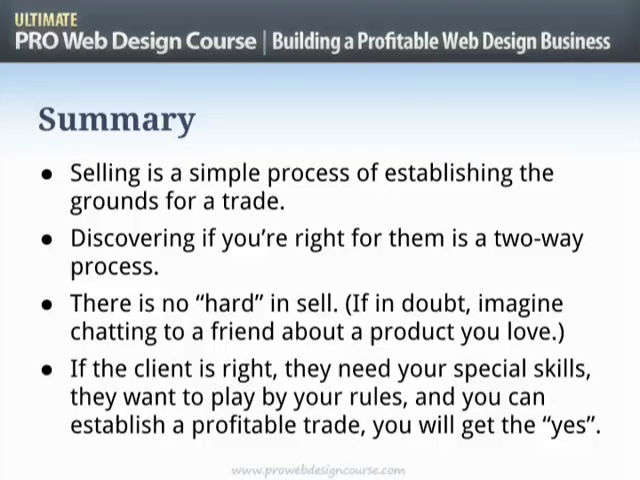 ULTIMATE
PRO Web Design Course | Building a Profitable Web Design Business
Summary
● Selling is a simple process of establishing the
grounds for a trade.
● Discovering if you’re right for them is a two-way
process.
● There is no “hard” in sell. (If in doubt, imagine
chatting to a friend about a product you love.)
● If the client is right, they need your special skills,
they want to play by your rules, and you can
establish a profitable trade, you will get the “yes”.
www.prowebdesigncourse.com